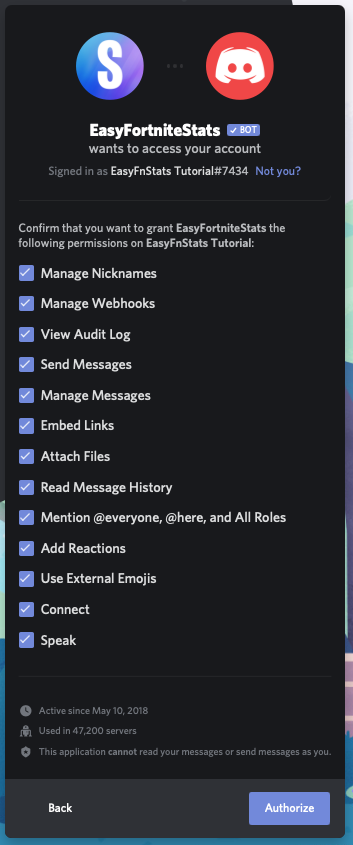 S
EasyFortniteStats ✓ BOT
wants to access your account
Signed in as EasyFnStats Tutorial#7434 Not you?
Confirm that you want to grant EasyFortniteStats the
following permissions on EasyFnStats Tutorial:
Manage Nicknames
Manage Webhooks
View Audit Log
Send Messages
Manage Messages
Embed Links
Attach Files
Read Message History
Mention @everyone, @here, and All Roles
Add Reactions
Use External Emojis
Connect
Speak
Active since May 10, 2018
Used in 47,200 servers
This application cannot read your messages or send messages as you.
Back Authorize